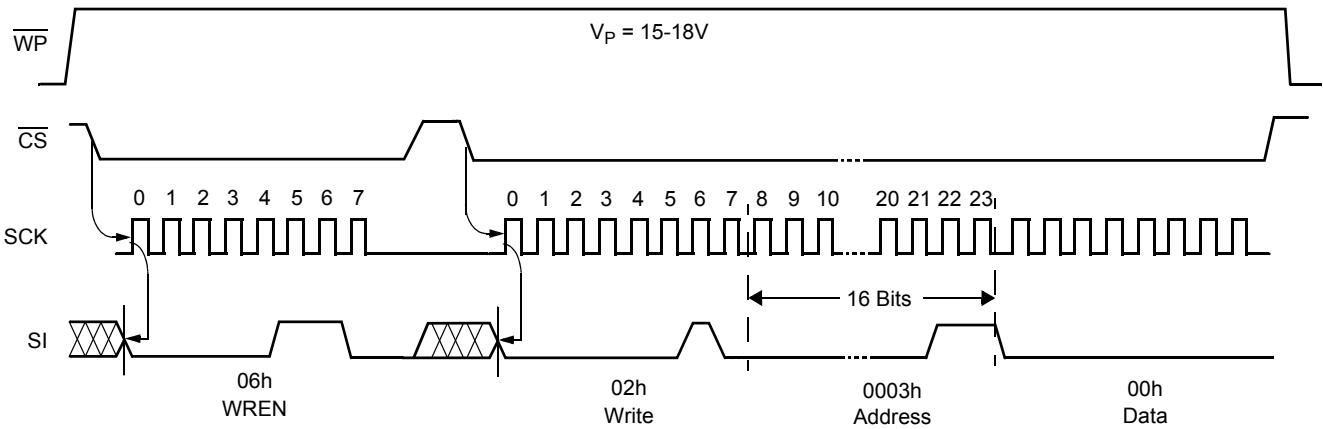 WP
V_P = 15-18V
CS
0 1 2 3 4 5 6 7
0 1 2 3 4 5 6 7 8 9 10 20 21 22 23
SCK
16 Bits
SI
06h
WREN
02h
Write
0003h
Address
00h
Data